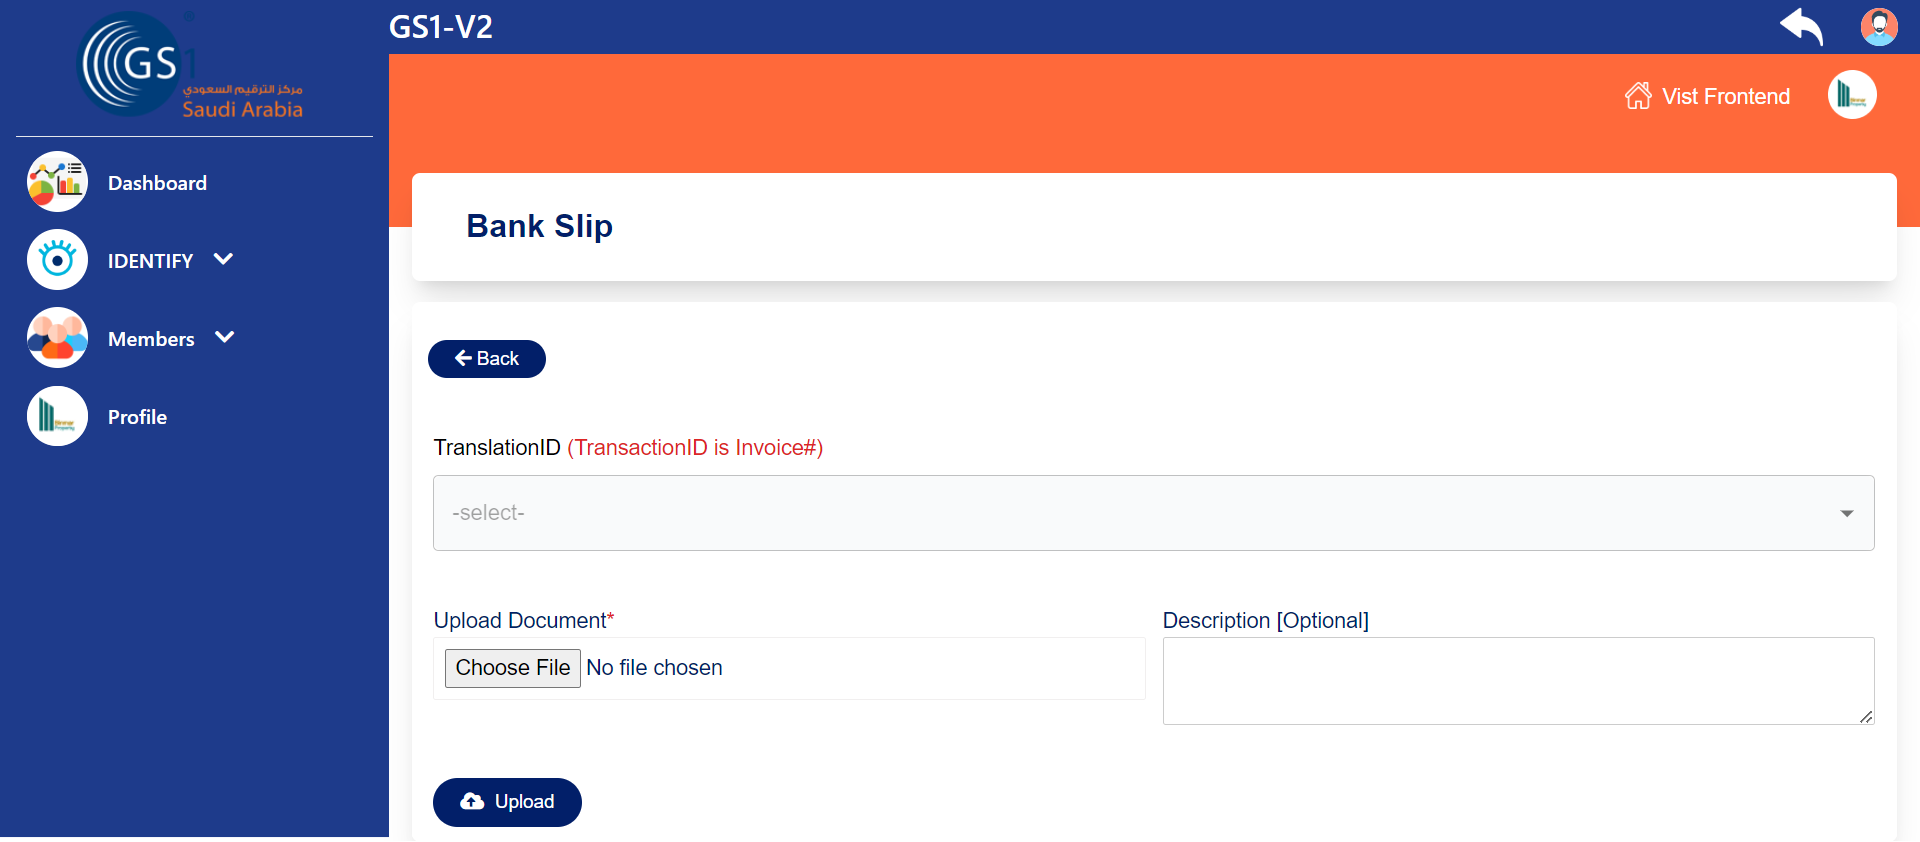 GS1
مركز الترقيم السعودي
Saudi Arabia
Dashboard
IDENTIFY
Members
Profile
GS1-V2
Vist Frontend
Bank Slip
Back
TranslationID (TransactionID is Invoice#)
-select-
Upload Document*
Choose File No file chosen
Description [Optional]
Upload